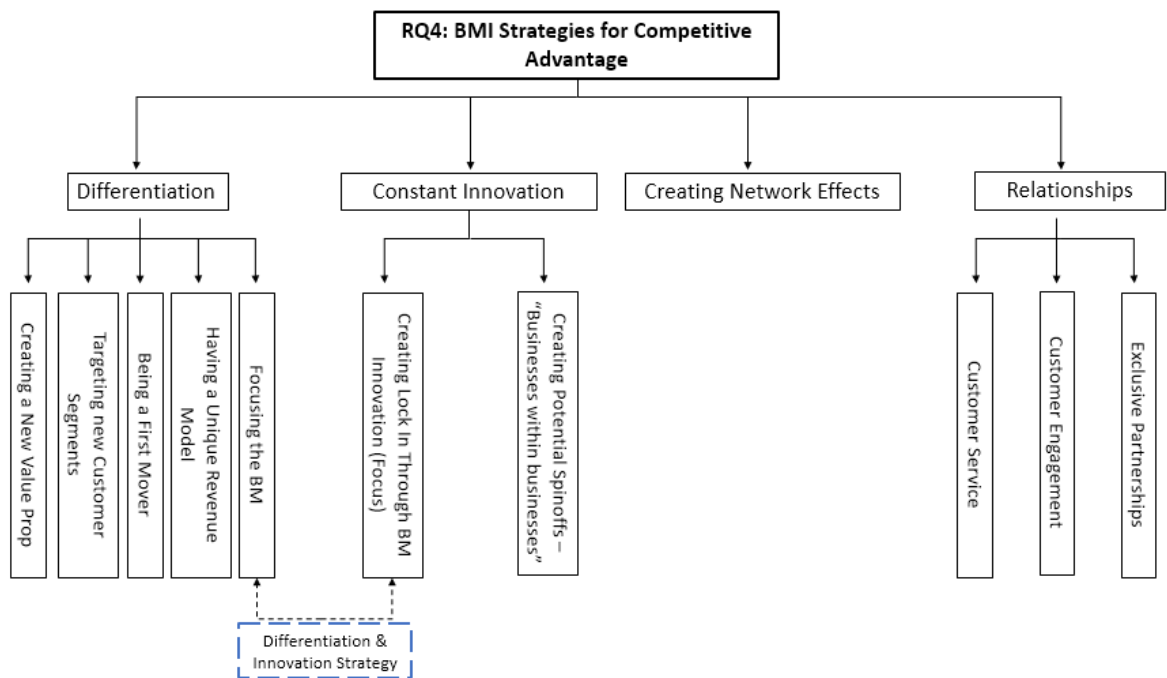 RQ4: BMI Strategies for Competitive
Advantage
Differentiation
Constant Innovation
Creating Network Effects
Relationships
Creating a New Value Prop
Targeting new Customer
Segments
Being a First Mover
Having a Unique Revenue
Model
Focusing the BM
Creating Lock In Through BM
Innovation (Focus)
Creating Potential Spinoffs –
“Businesses within businesses”
Customer Service
Customer Engagement
Exclusive Partnerships
Differentiation &
Innovation Strategy